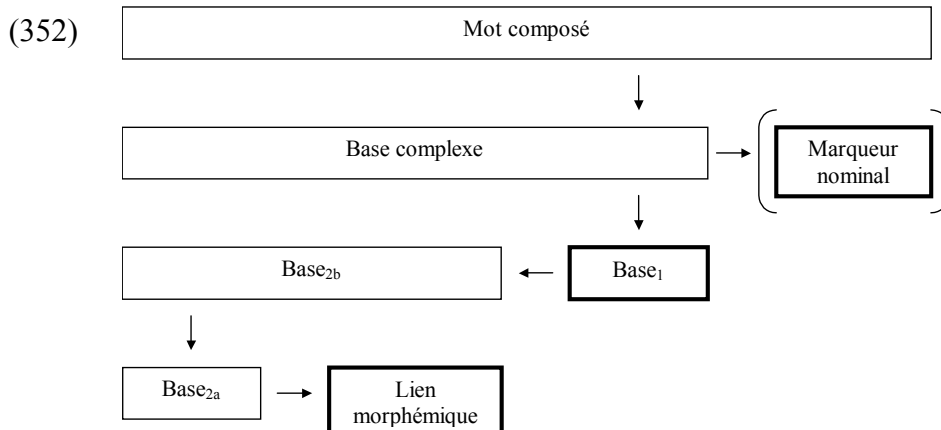 (352)
Mot composé
Base complexe
Marqueur
nominal
Base₂b
Base₁
Base₂a
Lien
morphémique